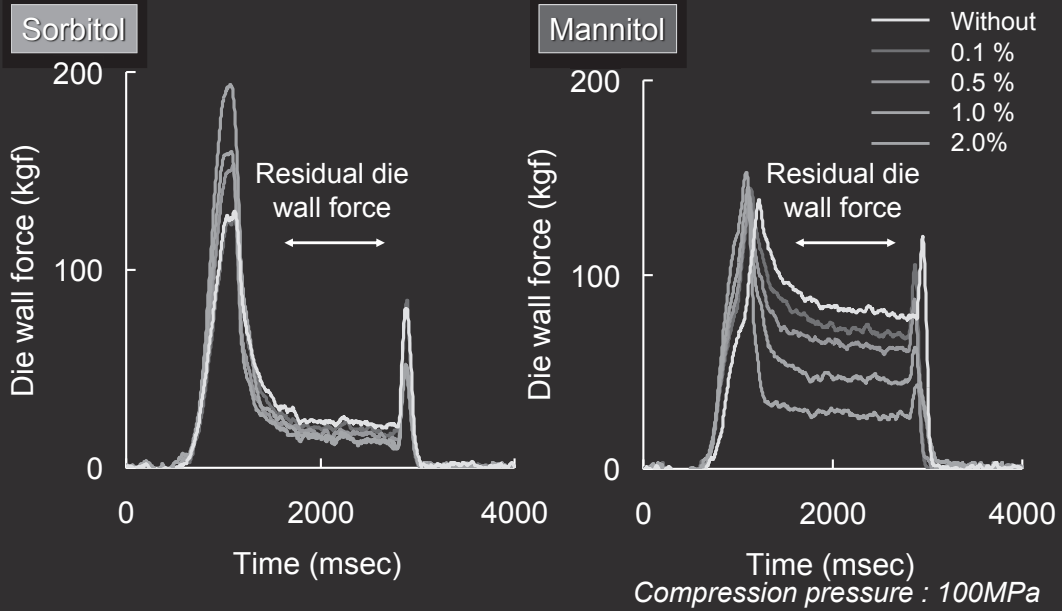 Sorbitol
200
100
0
0
2000
4000
Die wall force (kgf)
Time (msec)
Residual die
wall force
Mannitol
200
100
0
0
2000
4000
Die wall force (kgf)
Time (msec)
Residual die
wall force
Without
0.1 %
0.5 %
1.0 %
2.0%
Compression pressure : 100MPa